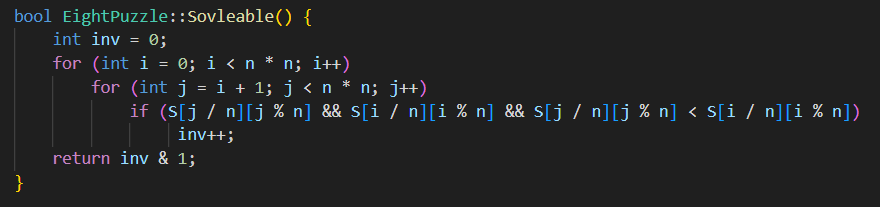 bool EightPuzzle::Sovleable() {
    int inv = 0;
    for (int i = 0; i < n * n; i++)
        for (int j = i + 1; j < n * n; j++)
            if (S[j / n][j % n] && S[i / n][i % n] && S[j / n][j % n] < S[i / n][i % n])
                inv++;
    return inv & 1;
}